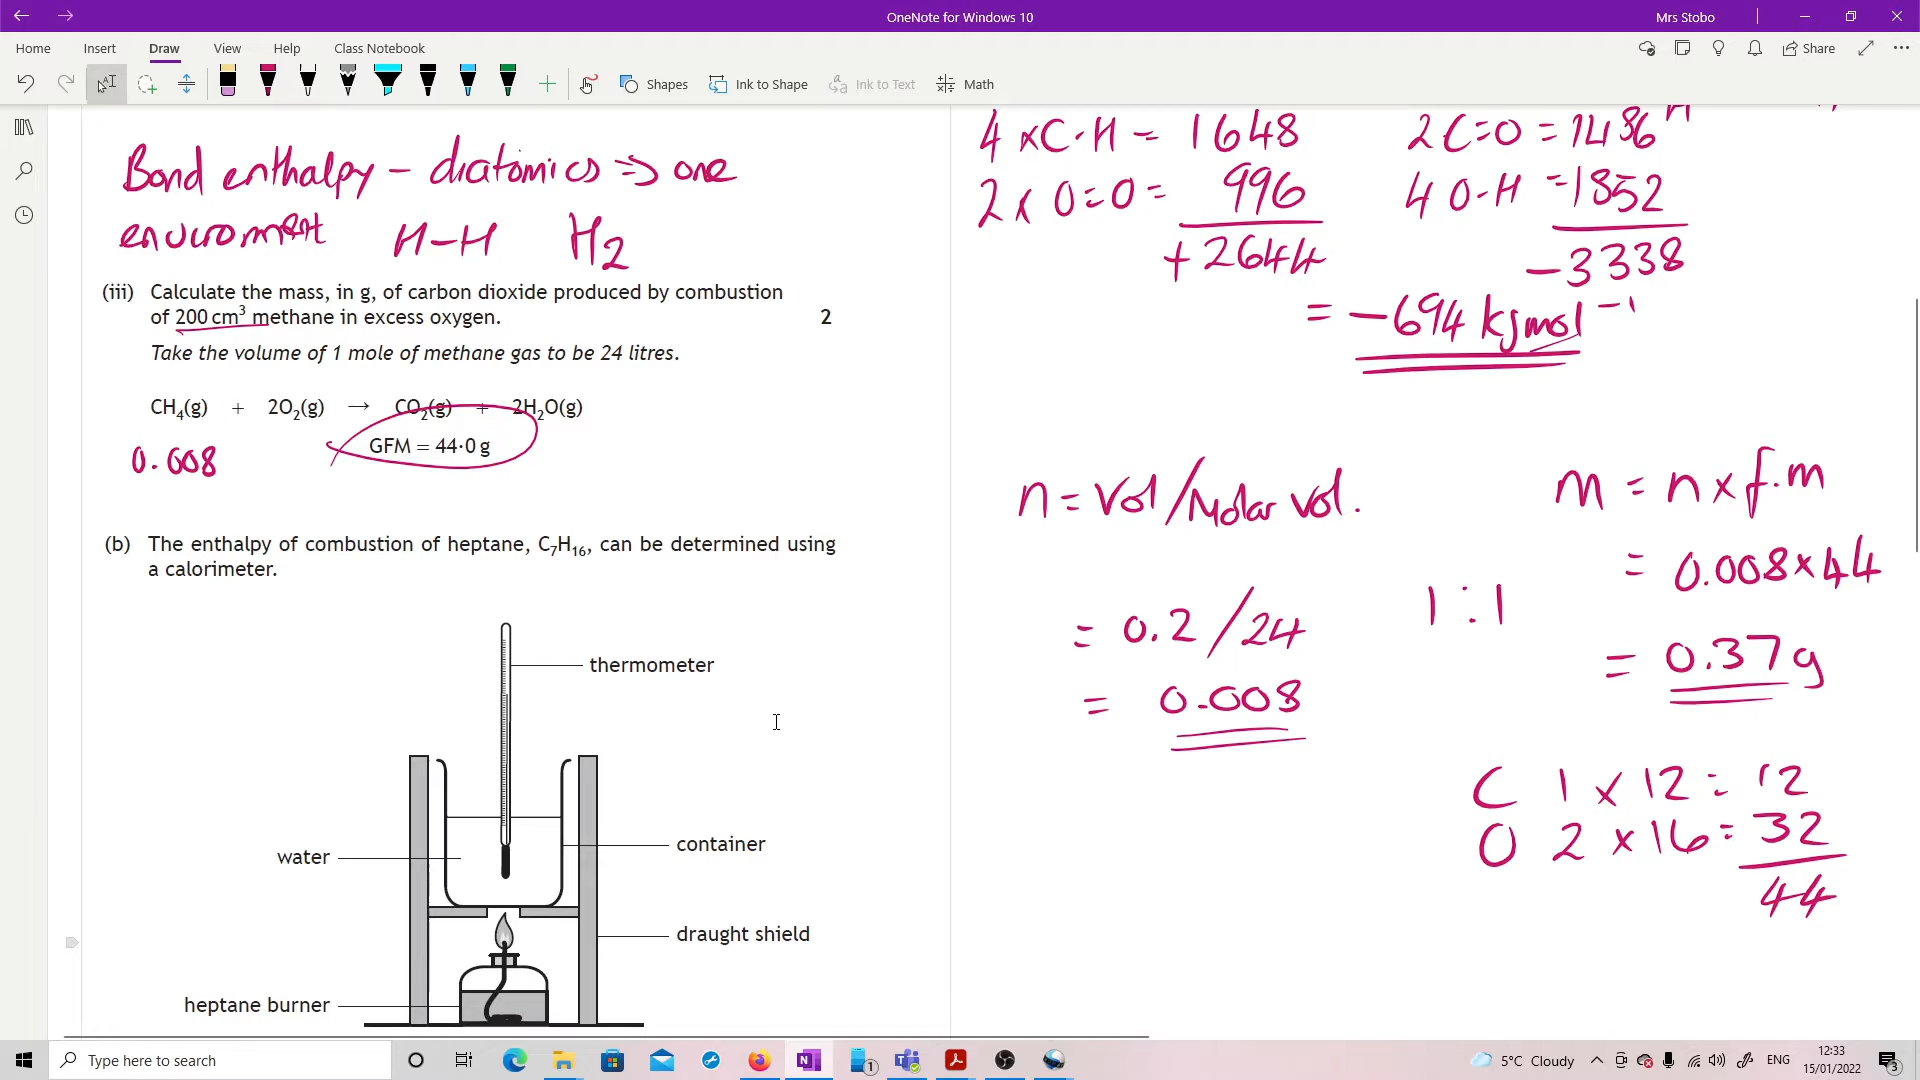 OneNote for Windows 10
Mrs Stobo
Home Insert Draw View Help Class Notebook
Share
Shapes Ink to Shape Ink to Text Math
Bond enthalpy - diatomics => one
environment H-H H2
(iii) Calculate the mass, in g, of carbon dioxide produced by combustion
of 200 cm³ methane in excess oxygen. 2
Take the volume of 1 mole of methane gas to be 24 litres.
CH₄(g) + 2O₂(g) → CO₂(g) + 2H₂O(g)
GFM = 44·0 g
0.008
(b) The enthalpy of combustion of heptane, C₇H₁₆, can be determined using
a calorimeter.
thermometer
water
container
draught shield
heptane burner
4 x C-H = 1648
2 x O=O = 996
+2644
2 C=O = 1486
4 O-H = 1852
-3338
= -694 kJ mol⁻¹
n = Vol/Molar vol.
= 0.2/24
= 0.008
1:1
m = n x f.m
= 0.008 x 44
= 0.37g
C 1 x 12 = 12
O 2 x 16 = 32
44
Type here to search
5°C Cloudy
ENG
12:33
15/01/2022